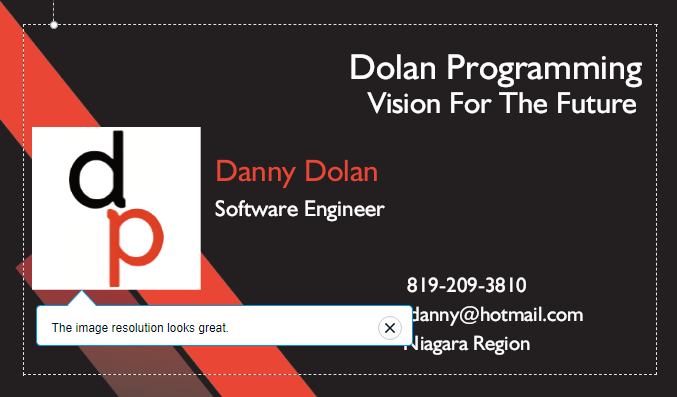 Dolan Programming
Vision For The Future
dp
Danny Dolan
Software Engineer
819-209-3810
danny@hotmail.com
Niagara Region
The image resolution looks great.